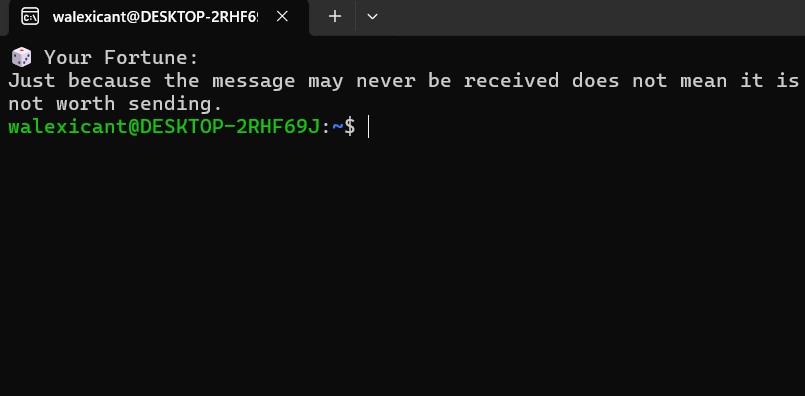 walexicant@DESKTOP-2RHF6
🎲 Your Fortune:
Just because the message may never be received does not mean it is
not worth sending.
walexicant@DESKTOP-2RHF69J:~$